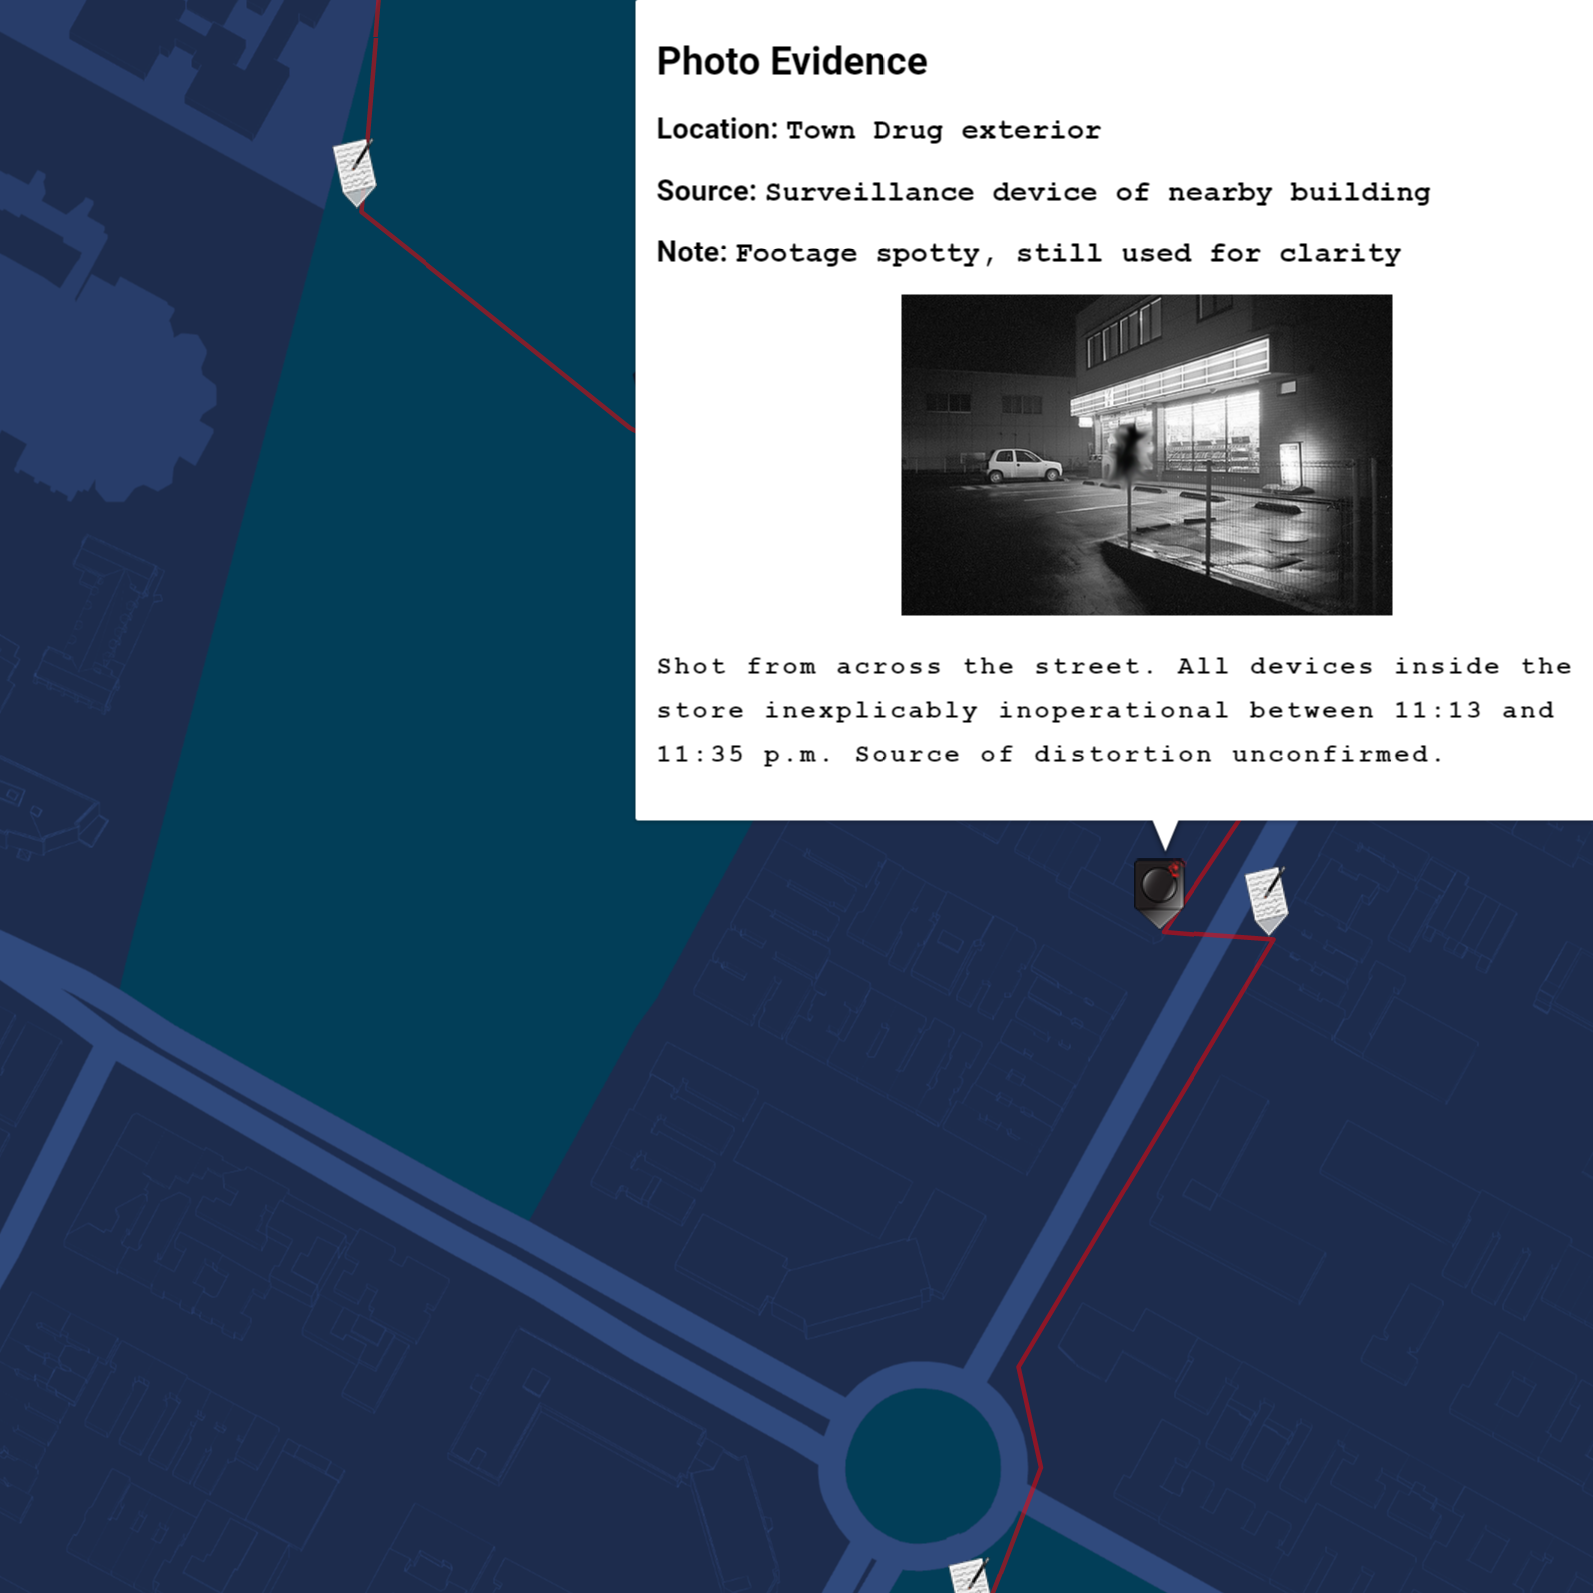 Photo Evidence
Location: Town Drug exterior
Source: Surveillance device of nearby building
Note: Footage spotty, still used for clarity
Shot from across the street. All devices inside the
store inexplicably inoperational between 11:13 and
11:35 p.m. Source of distortion unconfirmed.